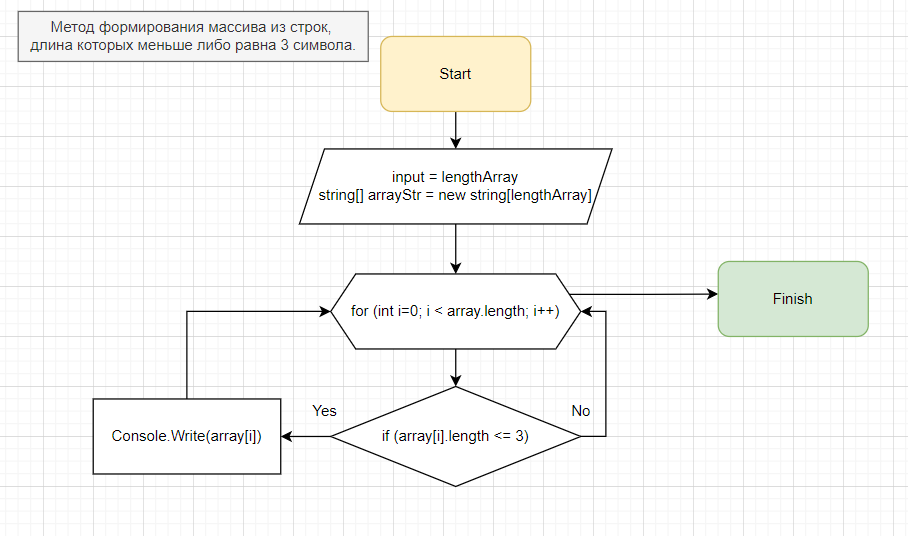 Метод формирования массива из строк,
длина которых меньше либо равна 3 символа.
Start
input = lengthArray
string[] arrayStr = new string[lengthArray]
for (int i=0; i < array.length; i++)
Finish
Yes
No
Console.Write(array[i])
if (array[i].length <= 3)